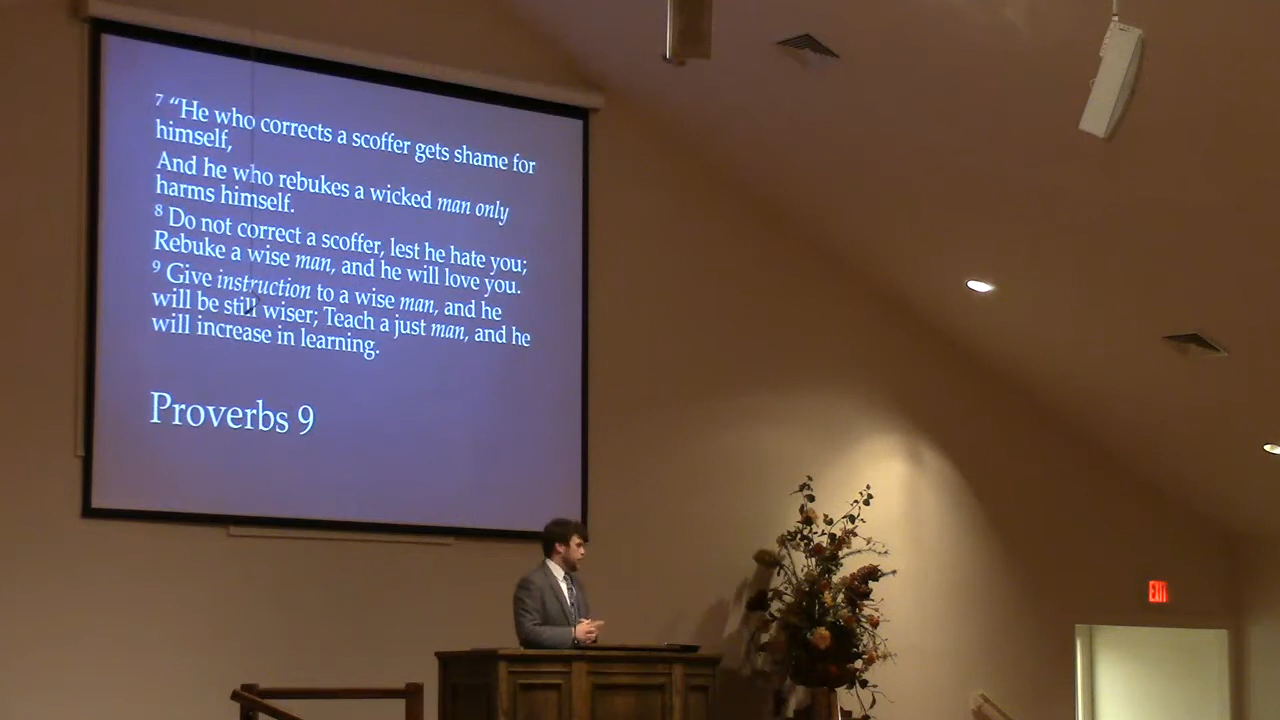 7 “He who corrects a scoffer gets shame for
himself,
And he who rebukes a wicked man only
harms himself.
8 Do not correct a scoffer, lest he hate you;
Rebuke a wise man, and he will love you.
9 Give instruction to a wise man, and he
will be still wiser; Teach a just man, and he
will increase in learning.
Proverbs 9
EXIT